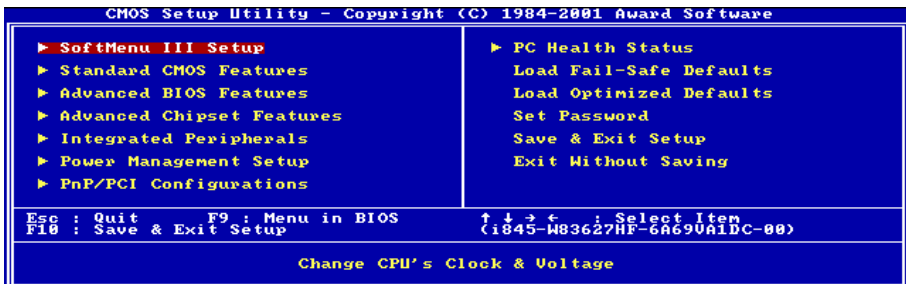 CMOS Setup Utility - Copyright (C) 1984-2001 Award Software
► SoftMenu III Setup
► Standard CMOS Features
► Advanced BIOS Features
► Advanced Chipset Features
► Integrated Peripherals
► Power Management Setup
► PnP/PCI Configurations
► PC Health Status
Load Fail-Safe Defaults
Load Optimized Defaults
Set Password
Save & Exit Setup
Exit Without Saving
Esc : Quit F9 : Menu in BIOS
F10 : Save & Exit Setup
↑ ↓ → ← : Select Item
(i845-W83627HF-6A69VA1DC-00)
Change CPU's Clock & Voltage